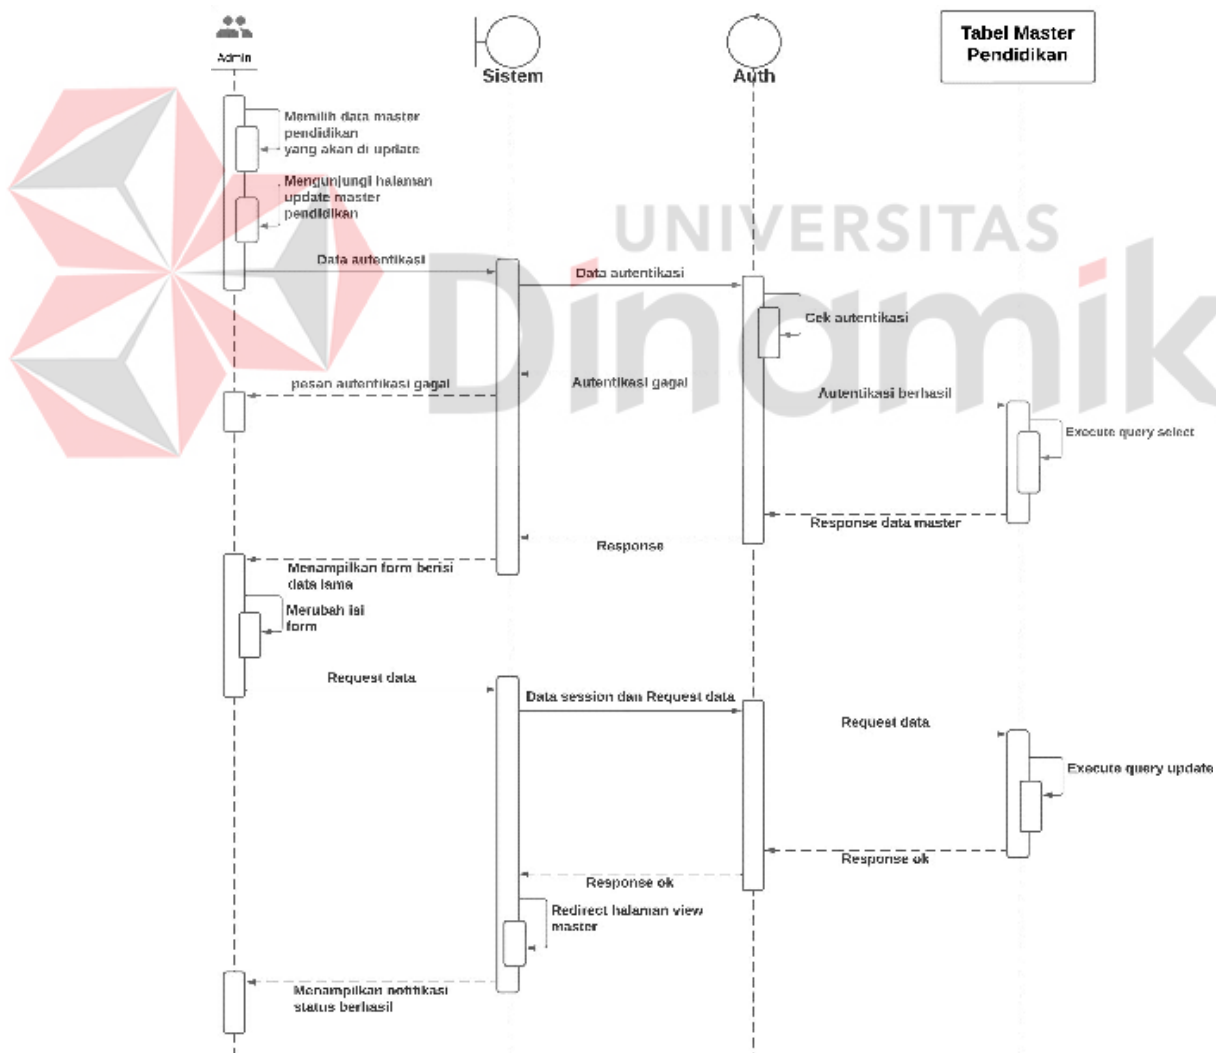 Admin
Sistem
Auth
Tabel Master
Pendidikan
Memilih data master
pendidikan
yang akan di update
Mengunjungi halaman
update master
pendidikan
UNIVERSITAS
Dinamik
Data autentikasi
Data autentikasi
Cek autentikasi
pesan autentikasi gagal
Autentikasi gagal
Autentikasi berhasil
Execute query select
Response data master
Response
Menampilkan form berisi
data lama
Merubah isi
form
Request data
Data session dan Request data
Request data
Execute query update
Response ok
Response ok
Redirect halaman view
master
Menampilkan notifikasi
status berhasil